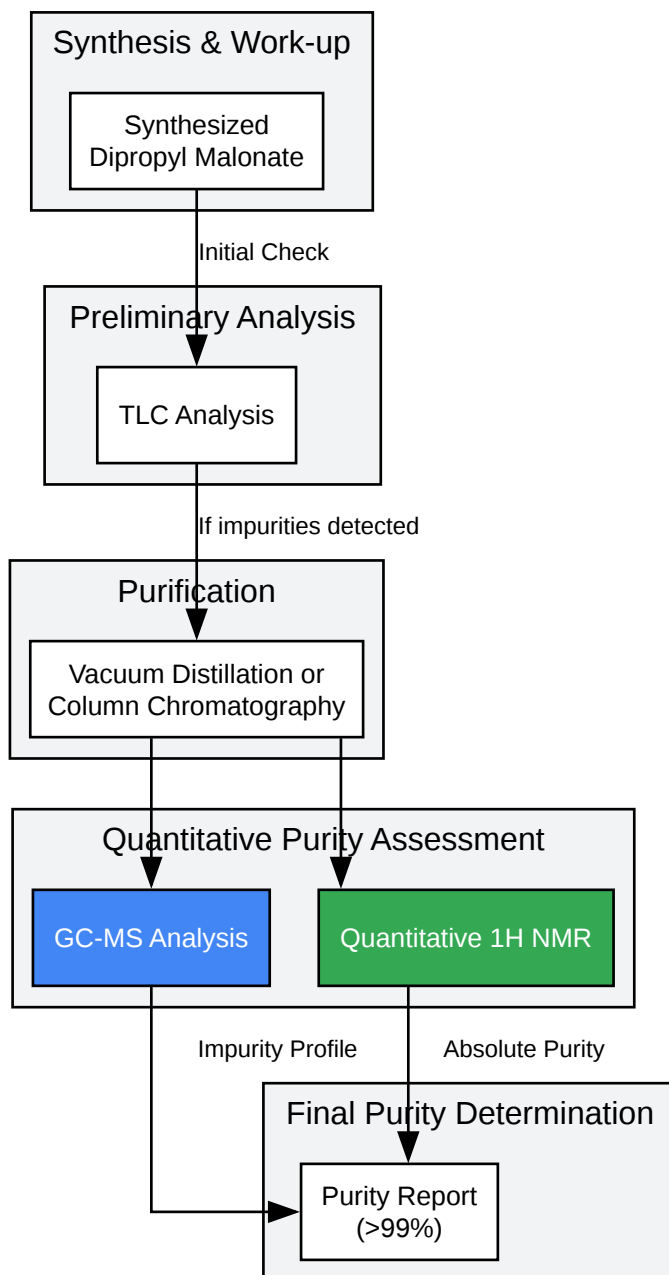 Synthesis & Work-up
Synthesized
Dipropyl Malonate
Initial Check
Preliminary Analysis
TLC Analysis
If impurities detected
Purification
Vacuum Distillation or
Column Chromatography
Quantitative Purity Assessment
GC-MS Analysis
Quantitative 1H NMR
Impurity Profile
Absolute Purity
Final Purity Determination
Purity Report
(>99%)